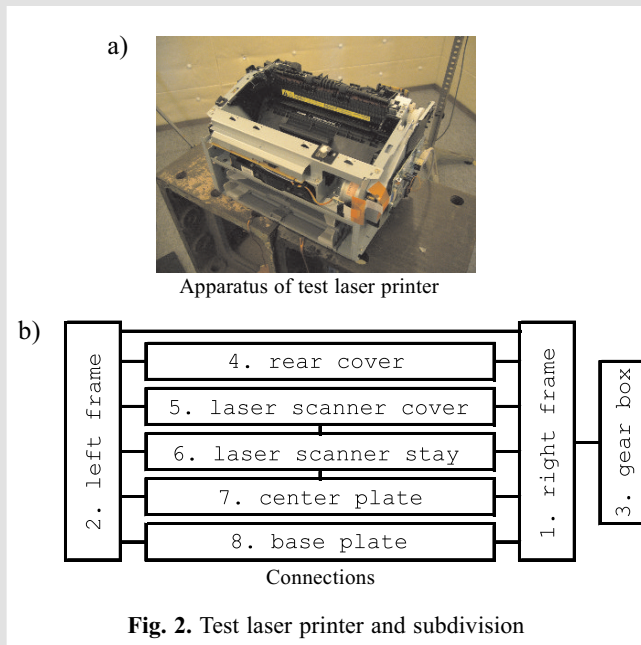 a)
Apparatus of test laser printer
b)
2. left frame
4. rear cover
5. laser scanner cover
6. laser scanner stay
7. center plate
8. base plate
1. right frame
3. gear box
Connections
Fig. 2. Test laser printer and subdivision